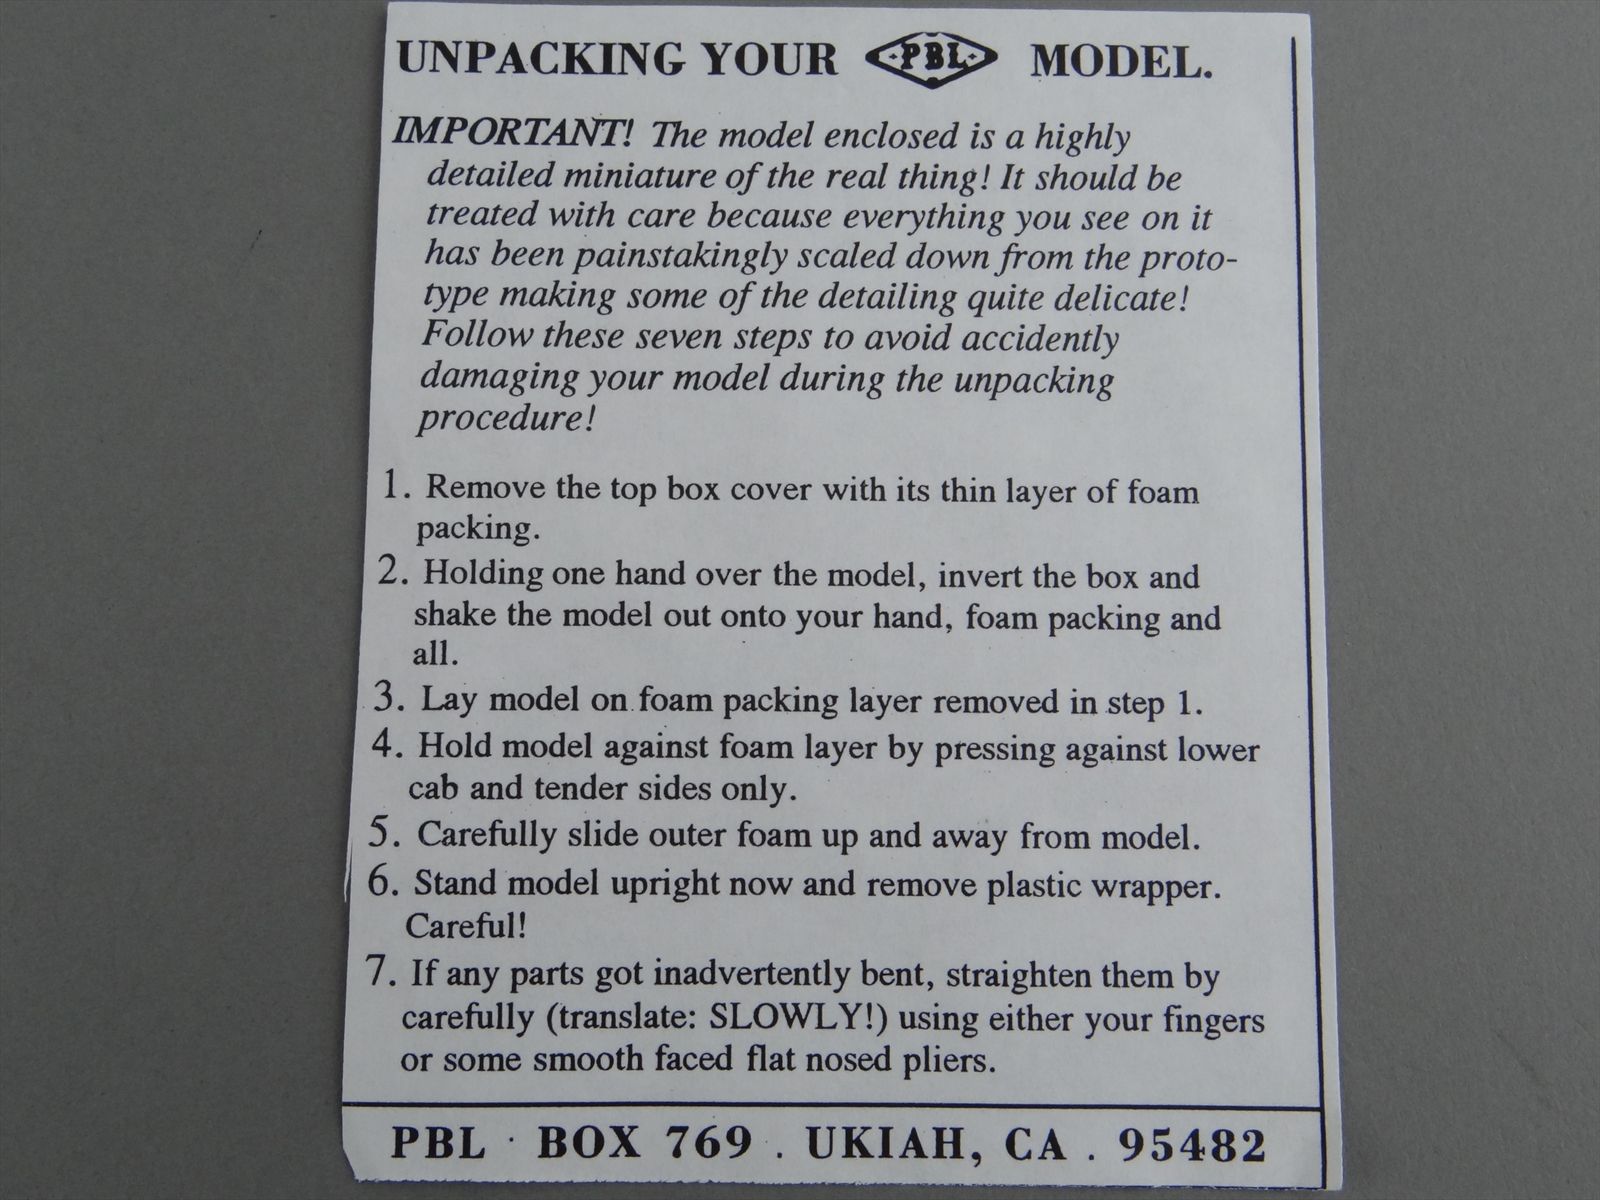 UNPACKING YOUR PBL MODEL.
IMPORTANT! The model enclosed is a highly
detailed miniature of the real thing! It should be
treated with care because everything you see on it
has been painstakingly scaled down from the proto-
type making some of the detailing quite delicate!
Follow these seven steps to avoid accidently
damaging your model during the unpacking
procedure!
1. Remove the top box cover with its thin layer of foam
packing.
2. Holding one hand over the model, invert the box and
shake the model out onto your hand, foam packing and
all.
3. Lay model on foam packing layer removed in step 1.
4. Hold model against foam layer by pressing against lower
cab and tender sides only.
5. Carefully slide outer foam up and away from model.
6. Stand model upright now and remove plastic wrapper.
Careful!
7. If any parts got inadvertently bent, straighten them by
carefully (translate: SLOWLY!) using either your fingers
or some smooth faced flat nosed pliers.
PBL · BOX 769 . UKIAH, CA . 95482